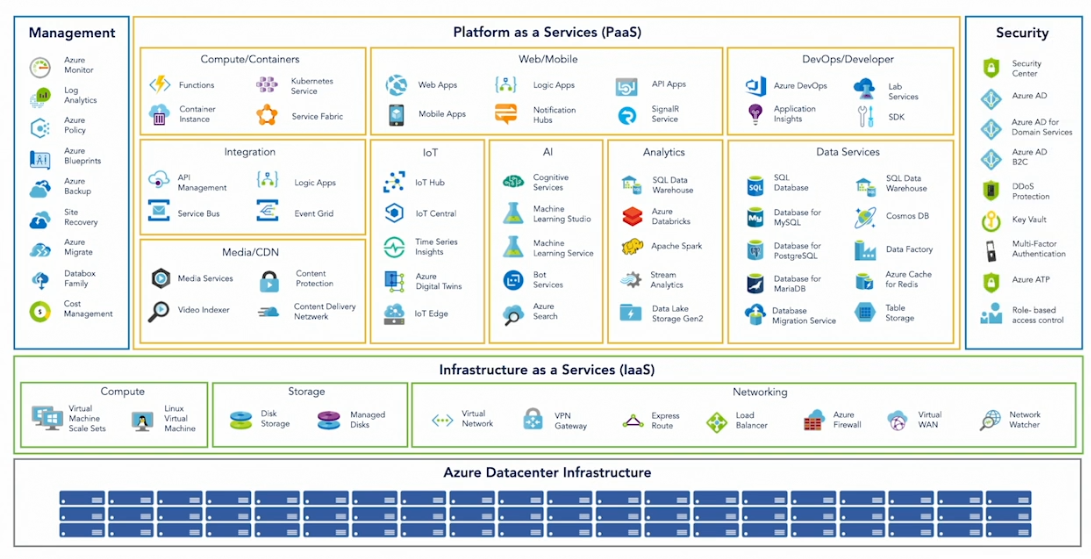 Management
Azure
Monitor
Log
Analytics
Azure
Policy
Azure
Blueprints
Azure
Backup
Site
Recovery
Azure
Migrate
Databox
Family
Cost
Management
Platform as a Services (PaaS)
Compute/Containers
Functions
Kubernetes
Service
Container
Instance
Service Fabric
Web/Mobile
Web Apps
Logic Apps
API Apps
Mobile Apps
Notification
Hubs
SignalR
Service
DevOps/Developer
Azure DevOps
Lab
Services
Application
Insights
SDK
Integration
API
Management
Logic Apps
Service Bus
Event Grid
Media/CDN
Media Services
Content
Protection
Video Indexer
Content Delivery
Netzwerk
IoT
IoT Hub
IoT Central
Time Series
Insights
Azure
Digital Twins
IoT Edge
AI
Cognitive
Services
Machine
Learning Studio
Machine
Learning Service
Bot
Services
Azure
Search
Analytics
SQL Data
Warehouse
Azure
Databricks
Apache Spark
Stream
Analytics
Data Lake
Storage Gen2
Data Services
SQL
SQL
Database
SQL Data
Warehouse
My
Database for
MySQL
Cosmos DB
Database for
PostgreSQL
Data Factory
Database for
MariaDB
Azure Cache
for Redis
Database
Migration Service
Table
Storage
Security
Security
Center
Azure AD
Azure AD for
Domain Services
Azure AD
B2C
DDoS
Protection
Key Vault
Multi-Factor
Authentication
Azure ATP
Role- based
access control
Infrastructure as a Services (IaaS)
Compute
Virtual
Machine
Scale Sets
Linux
Virtual
Machine
Storage
Disk
Storage
Managed
Disks
Networking
Virtual
Network
VPN
Gateway
Express
Route
Load
Balancer
Azure
Firewall
Virtual
WAN
Network
Watcher
Azure Datacenter Infrastructure